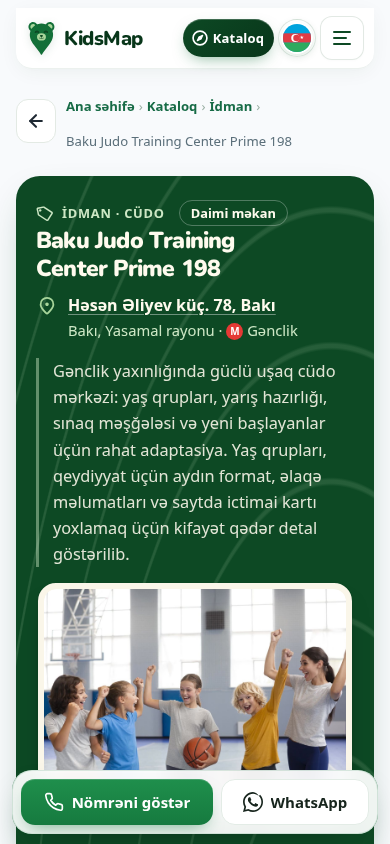 KidsMap
Kataloq
Ana səhifə › Kataloq › İdman ›
Baku Judo Training Center Prime 198
İDMAN · CÜDO
Daimi məkan
Baku Judo Training
Center Prime 198
Həsən Əliyev küç. 78, Bakı
Bakı, Yasamal rayonu · M Gənclik
Gənclik yaxınlığında güclü uşaq cüdo
mərkəzi: yaş qrupları, yarış hazırlığı,
sınaq məşğələsi və yeni başlayanlar
üçün rahat adaptasiya. Yaş qrupları,
qeydiyyat üçün aydın format, əlaqə
məlumatları və saytda ictimai kartı
yoxlamaq üçün kifayət qədər detal
göstərilib.
Nömrəni göstər
WhatsApp